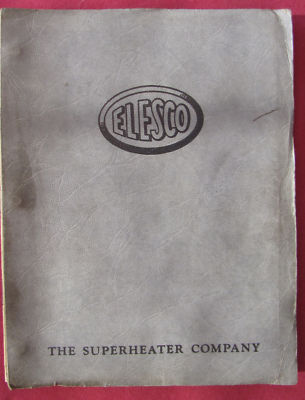 ELESCO
THE SUPERHEATER COMPANY